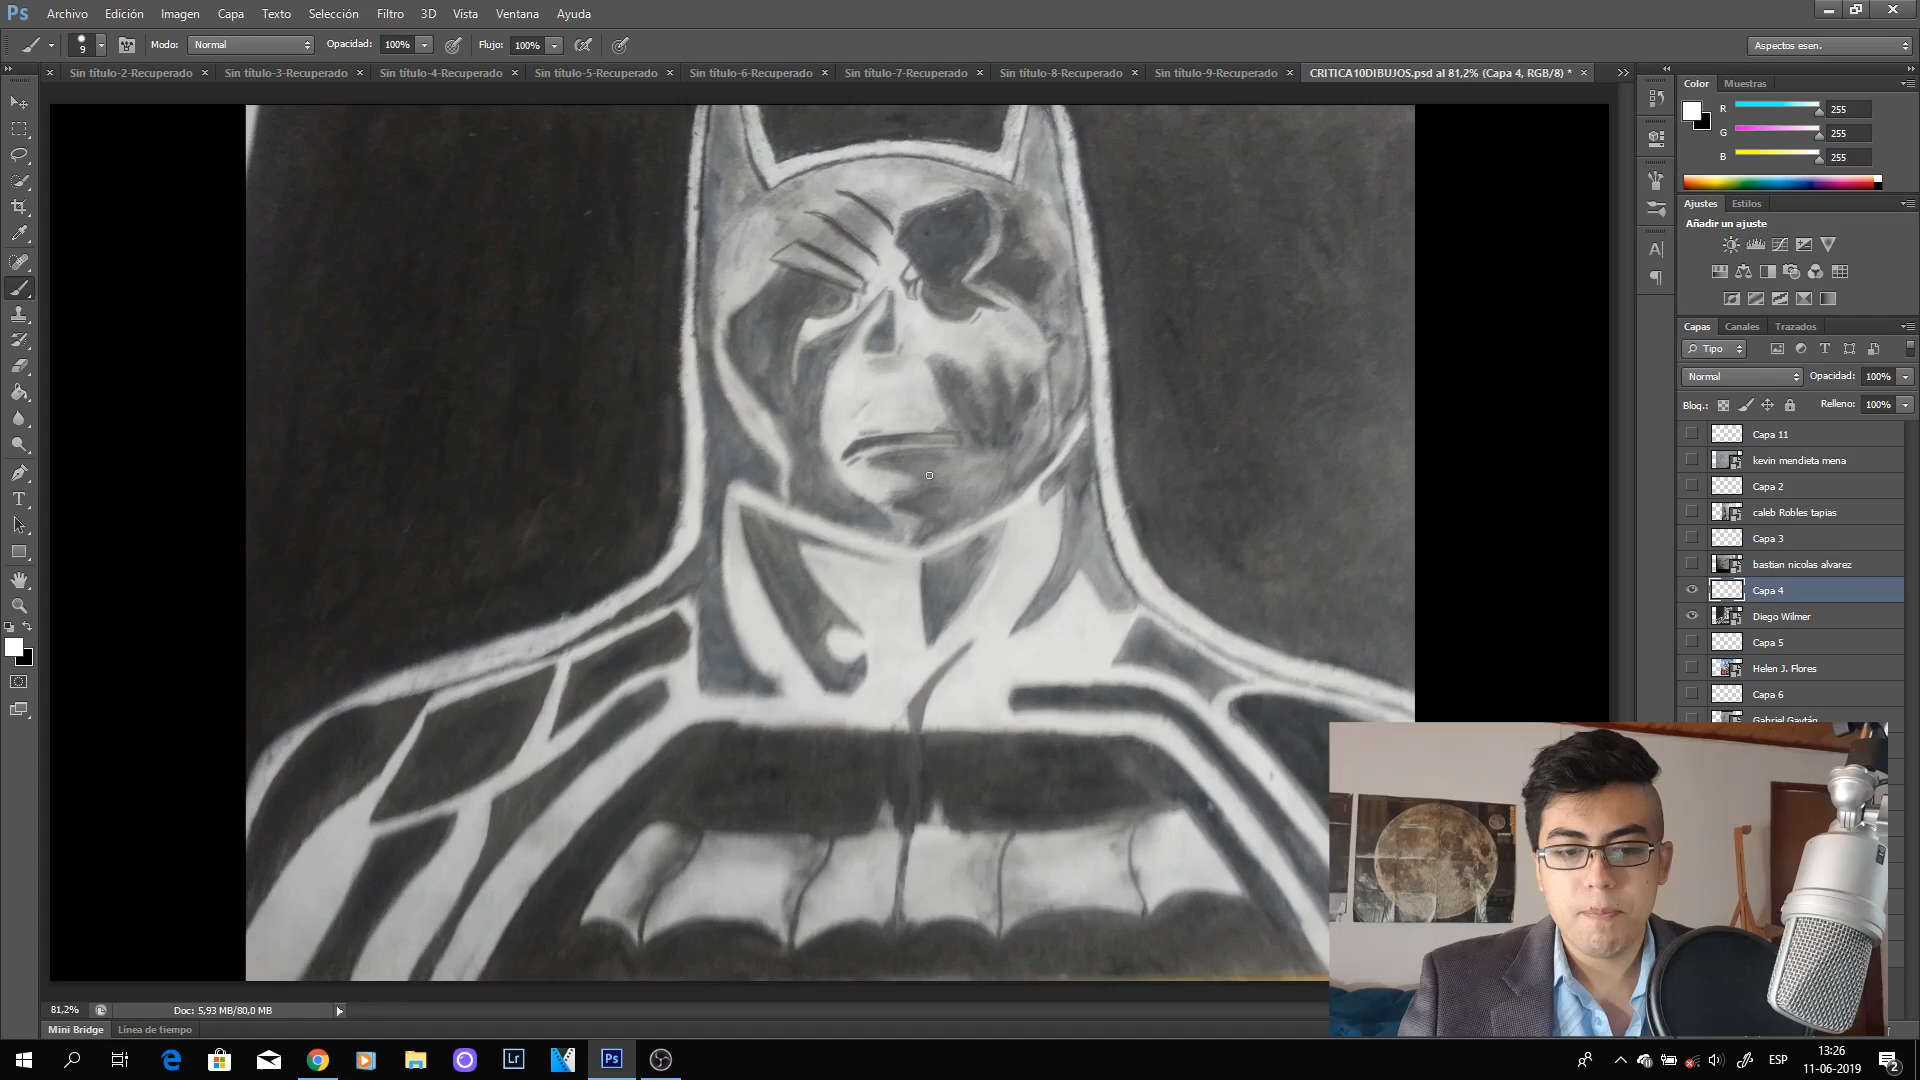 Ps Archivo Edición Imagen Capa Texto Selección Filtro 3D Vista Ventana Ayuda
9 Modo: Normal Opacidad: 100% Flujo: 100% Aspectos esen.
Sin título-2-Recuperado Sin título-3-Recuperado Sin título-4-Recuperado Sin título-5-Recuperado Sin título-6-Recuperado Sin título-7-Recuperado Sin título-8-Recuperado Sin título-9-Recuperado CRITICA10DIBUJOS.psd al 81,2% (Capa 4, RGB/8) *
Color Muestras
R 255
G 255
B 255
Ajustes Estilos
Añadir un ajuste
Capas Canales Trazados
Tipo
Normal Opacidad: 100%
Bloq.: Relleno: 100%
Capa 11
kevin mendieta mena
Capa 2
caleb Robles tapias
Capa 3
bastian nicolas alvarez
Capa 4
Diego Wilmer
Capa 5
Helen J. Flores
Capa 6
Gabriel Gaytán
81,2% Doc: 5,93 MB/80,0 MB
Mini Bridge Línea de tiempo
Lr Ps ESP 13:26
11-06-2019
2